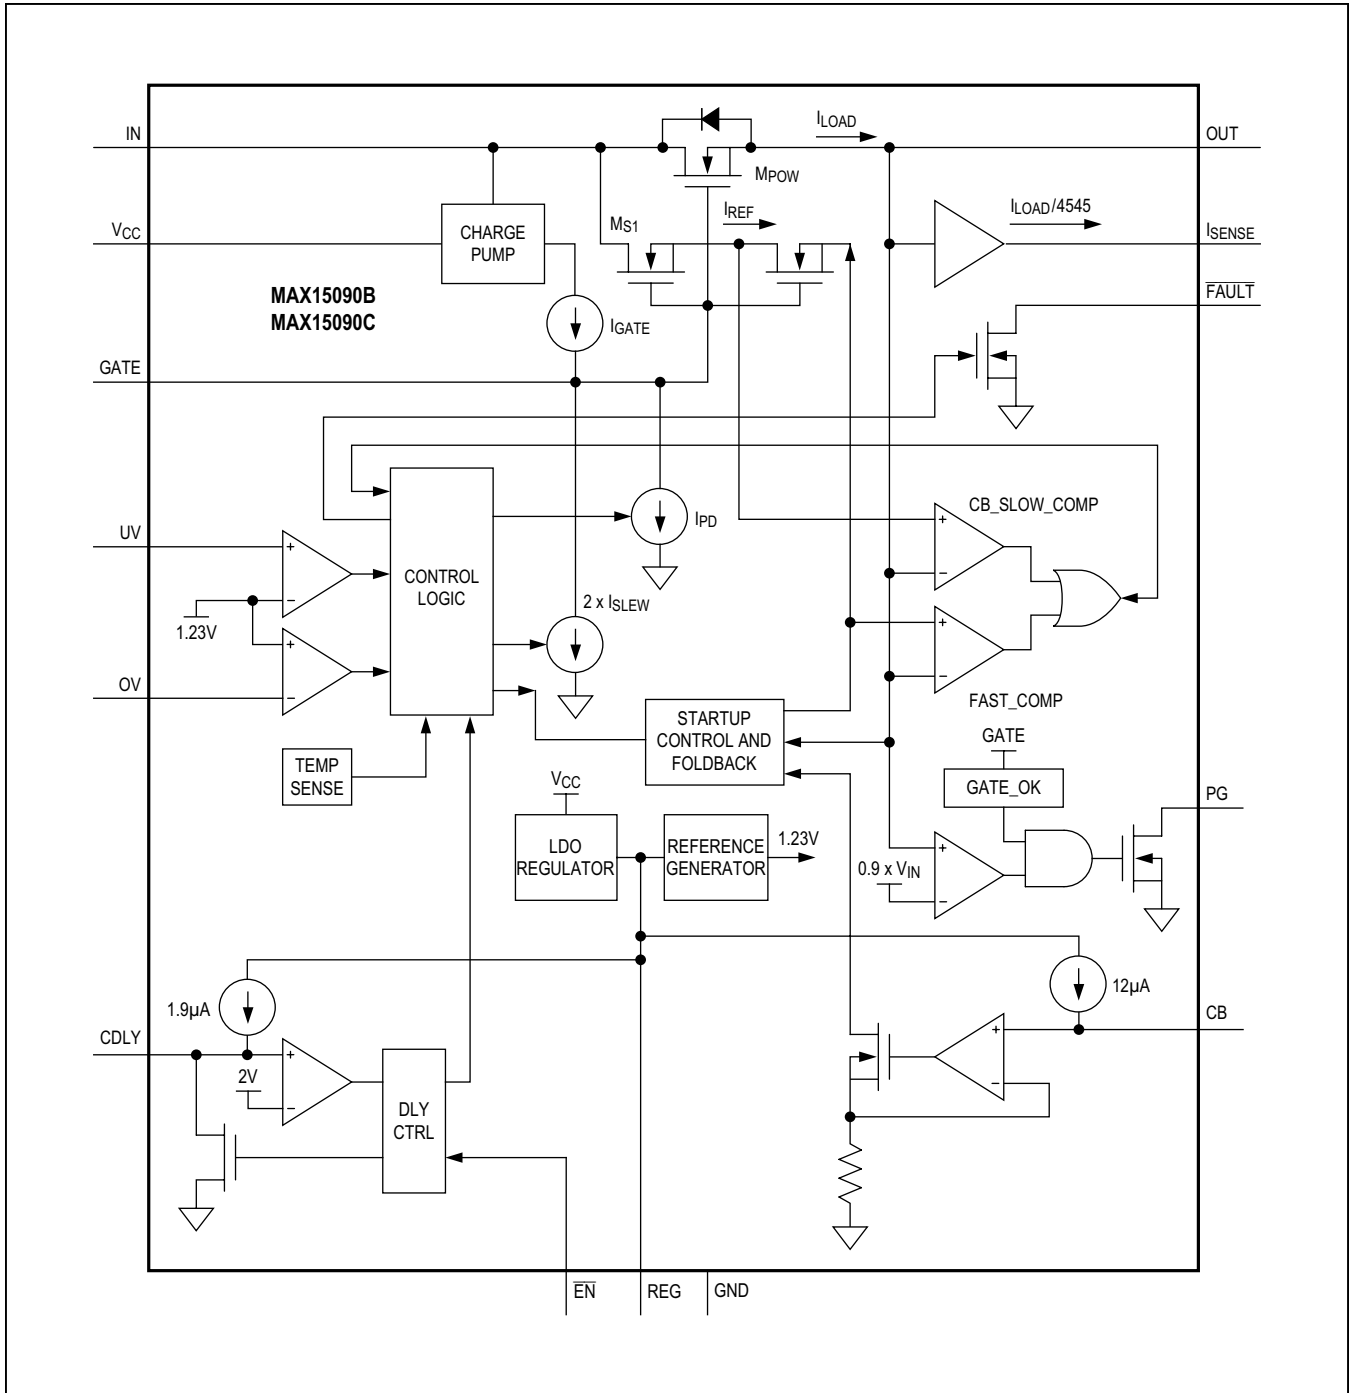 IN
ILOAD
OUT
MPOW
ILOAD/4545
IREF
MS1
VCC
CHARGE
PUMP
ISENSE
MAX15090B
MAX15090C
FAULT
IGATE
GATE
CB_SLOW_COMP
IPD
UV
CONTROL
LOGIC
2 x ISLEW
1.23V
OV
FAST_COMP
STARTUP
CONTROL AND
FOLDBACK
GATE
TEMP
SENSE
VCC
GATE_OK
PG
LDO
REGULATOR
REFERENCE
GENERATOR
1.23V
0.9 x VIN
1.9µA
12µA
CB
CDLY
2V
DLY
CTRL
EN
REG
GND
+
−
+
−
+
−
+
−
+
−
+
−
+
−